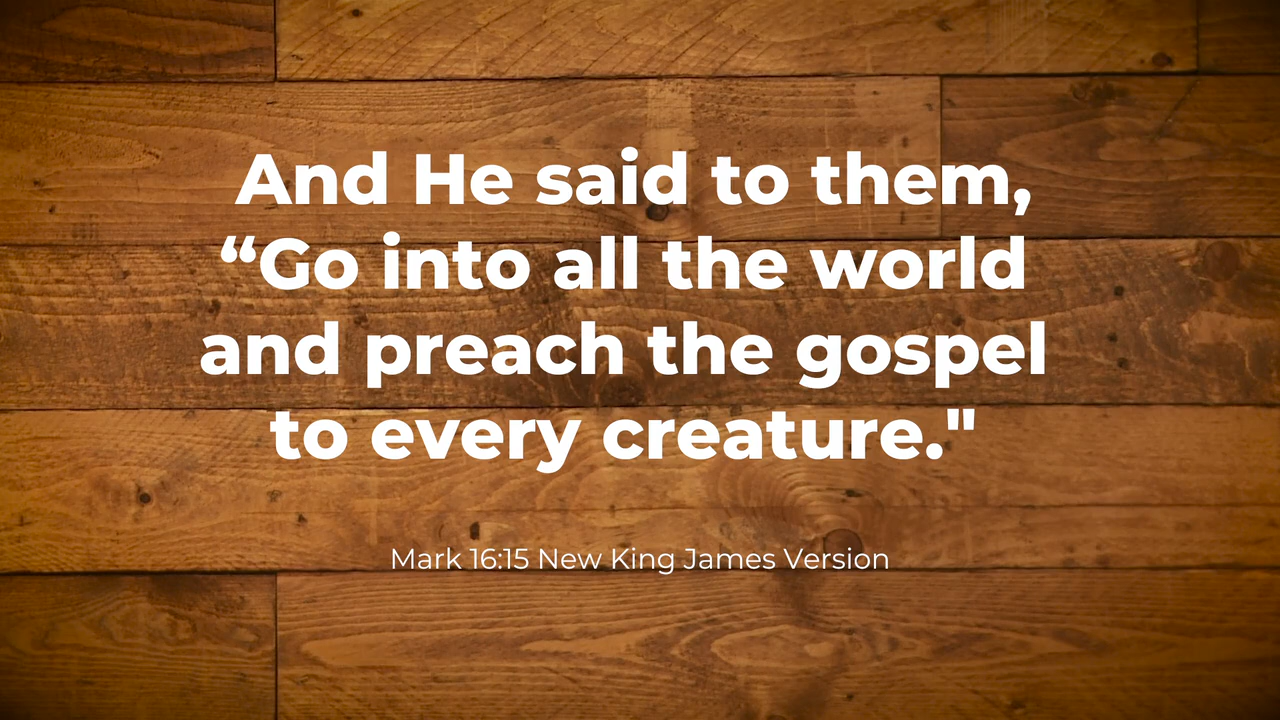 And He said to them,
“Go into all the world
and preach the gospel
to every creature."
Mark 16:15 New King James Version